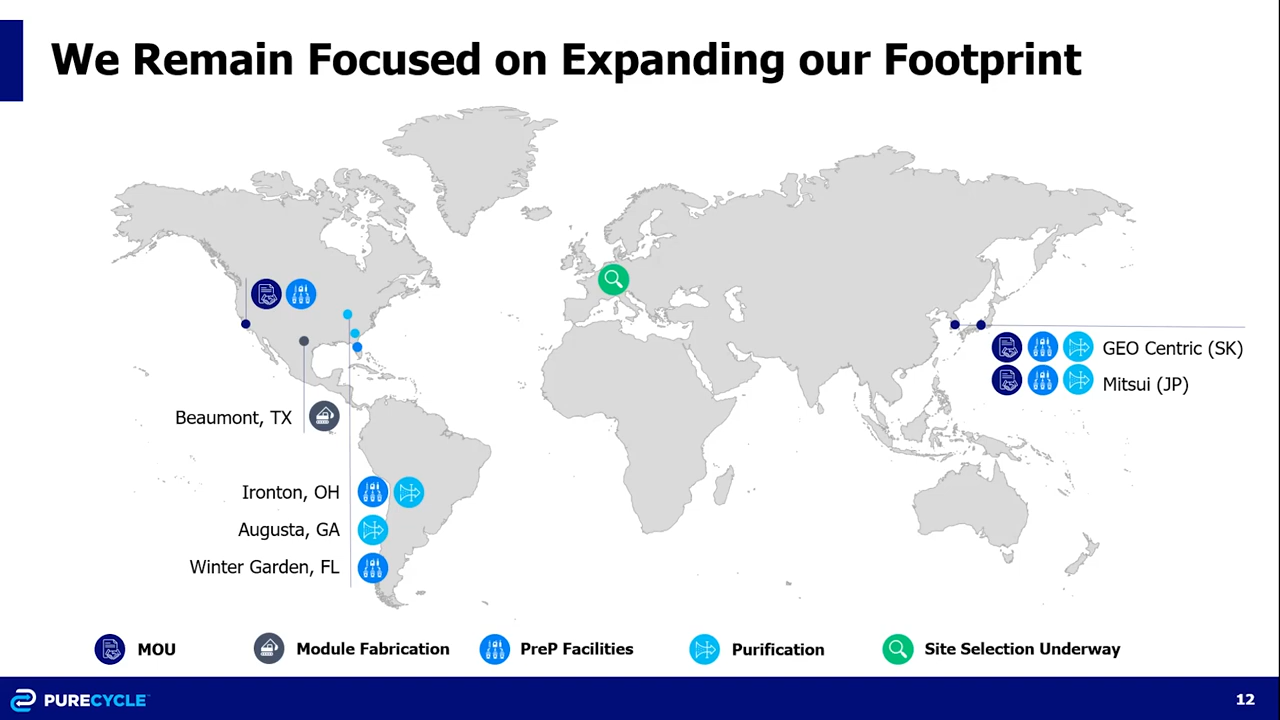 We Remain Focused on Expanding our Footprint
GEO Centric (SK)
Mitsui (JP)
Beaumont, TX
Ironton, OH
Augusta, GA
Winter Garden, FL
MOU
Module Fabrication
PreP Facilities
Purification
Site Selection Underway
PURECYCLE
12